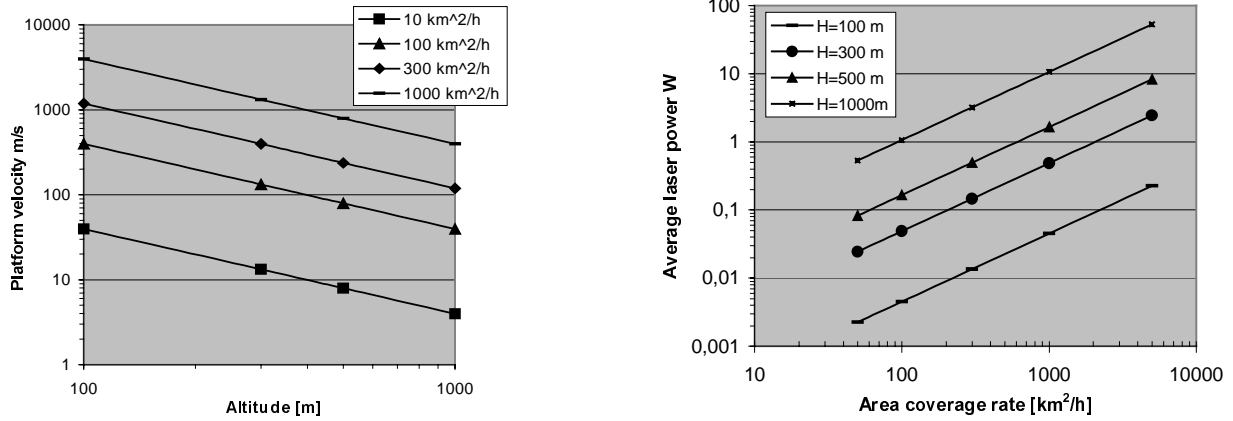 10000
1000
100
10
1
100
1000
Platform velocity m/s
Altitude [m]
10 km^2/h
100 km^2/h
300 km^2/h
1000 km^2/h
100
10
1
0,1
0,01
0,001
10
100
1000
10000
Average laser power W
Area coverage rate [km²/h]
H=100 m
H=300 m
H=500 m
H=1000m